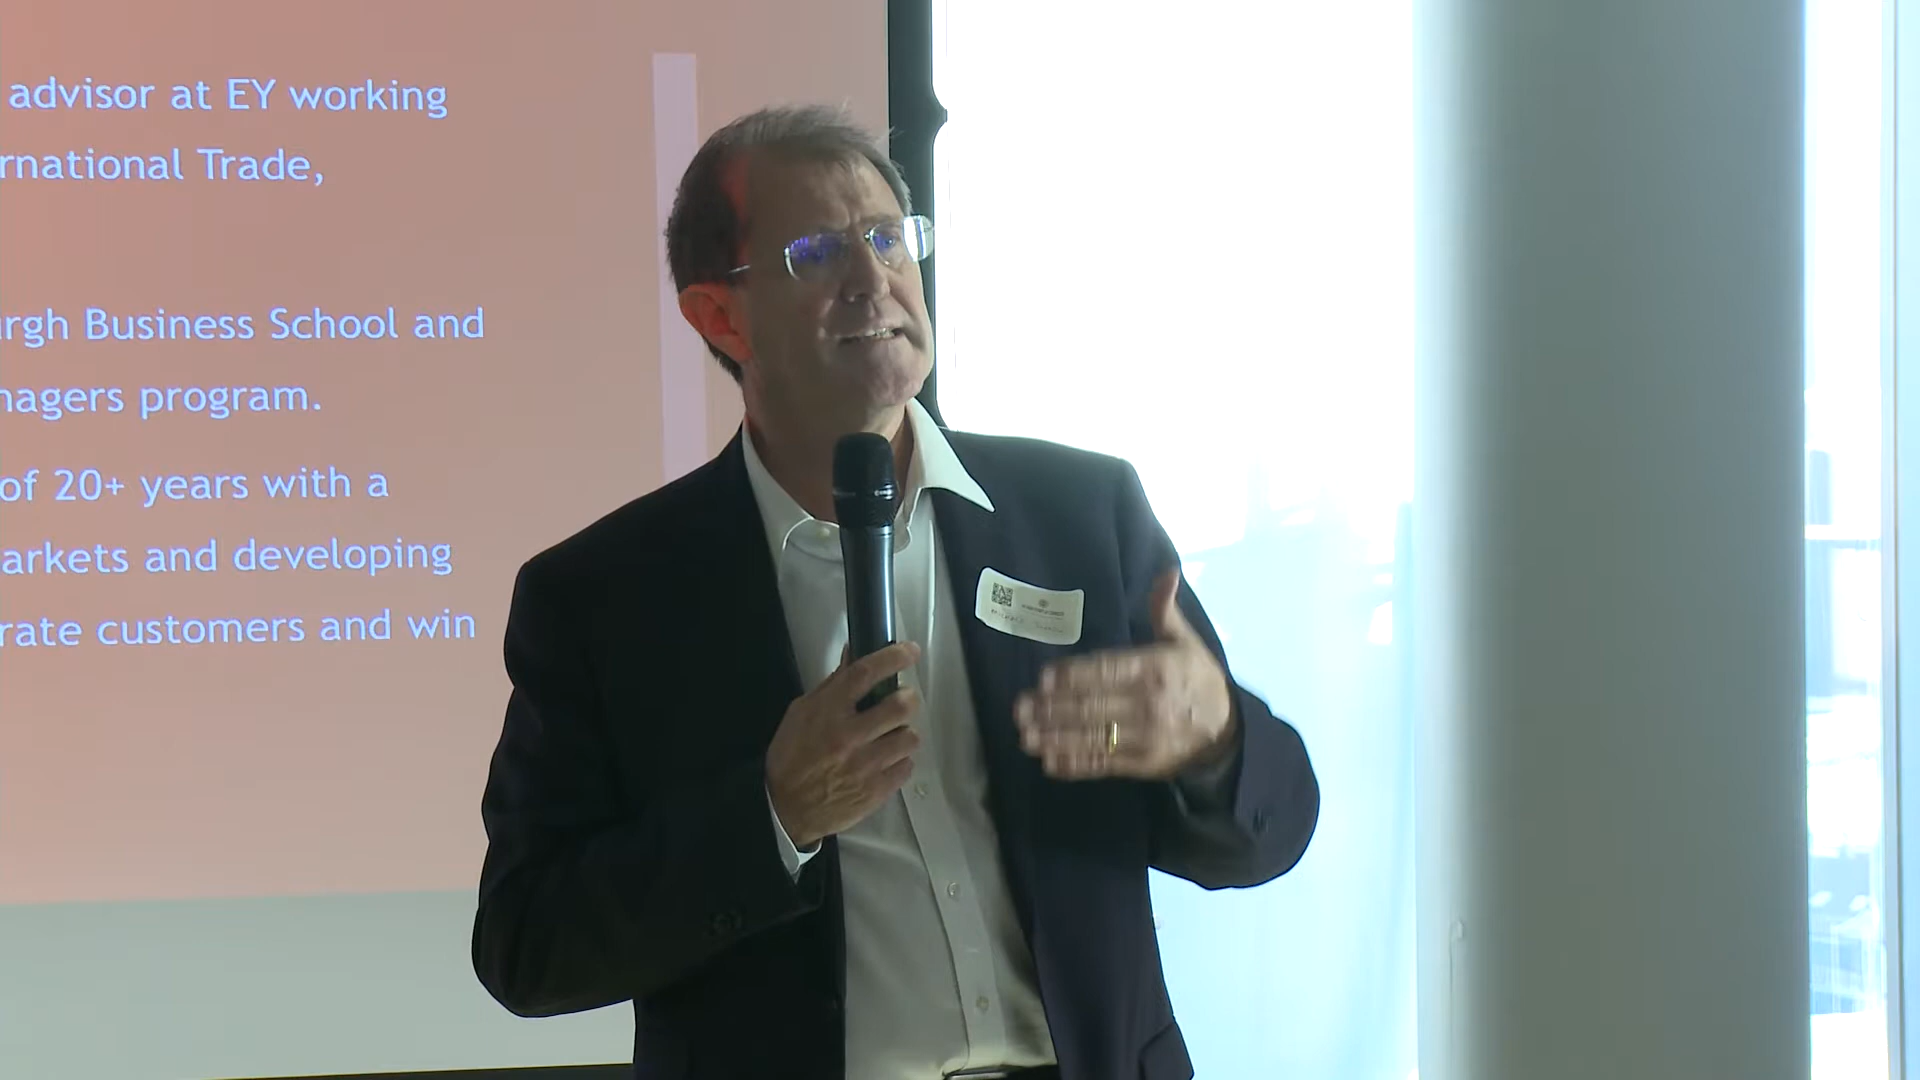 advisor at EY working
rnational Trade,
urgh Business School and
nagers program.
of 20+ years with a
arkets and developing
rate customers and win